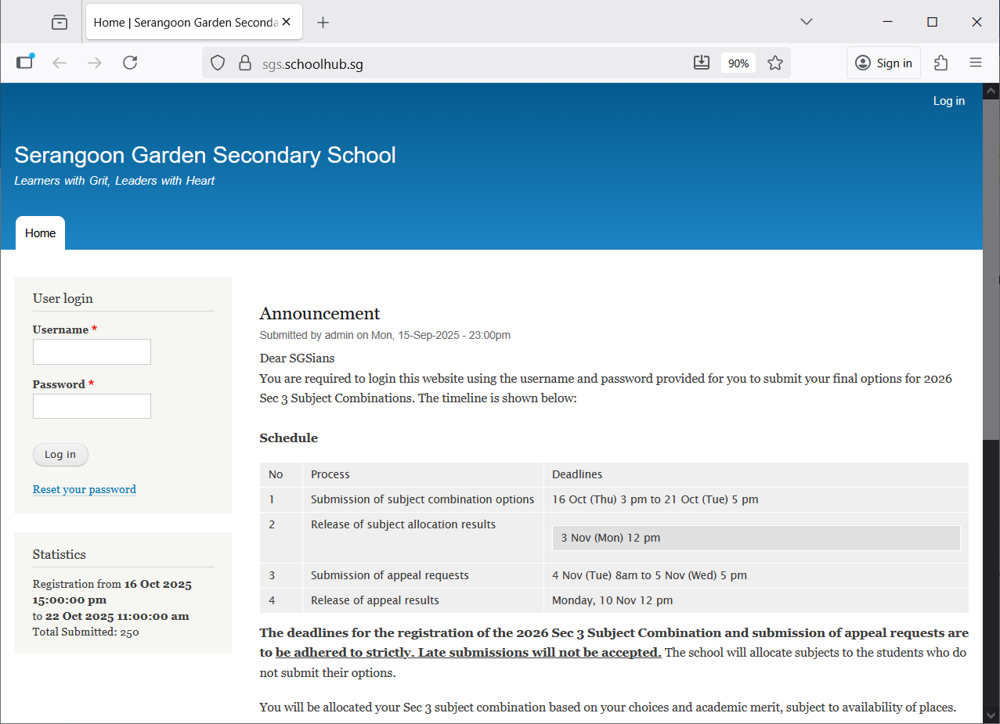 Home | Serangoon Garden Seconda
sgs.schoolhub.sg
90%
Sign in
Log in
Serangoon Garden Secondary School
Learners with Grit, Leaders with Heart
Home
User login
Username *
Password *
Log in
Reset your password
Statistics
Registration from 16 Oct 2025
15:00:00 pm
to 22 Oct 2025 11:00:00 am
Total Submitted: 250
Announcement
Submitted by admin on Mon, 15-Sep-2025 - 23:00pm
Dear SGSians
You are required to login this website using the username and password provided for you to submit your final options for 2026
Sec 3 Subject Combinations. The timeline is shown below:
Schedule
No Process Deadlines
1 Submission of subject combination options 16 Oct (Thu) 3 pm to 21 Oct (Tue) 5 pm
2 Release of subject allocation results 3 Nov (Mon) 12 pm
3 Submission of appeal requests 4 Nov (Tue) 8am to 5 Nov (Wed) 5 pm
4 Release of appeal results Monday, 10 Nov 12 pm
The deadlines for the registration of the 2026 Sec 3 Subject Combination and submission of appeal requests are
to be adhered to strictly. Late submissions will not be accepted. The school will allocate subjects to the students who do
not submit their options.
You will be allocated your Sec 3 subject combination based on your choices and academic merit, subject to availability of places.